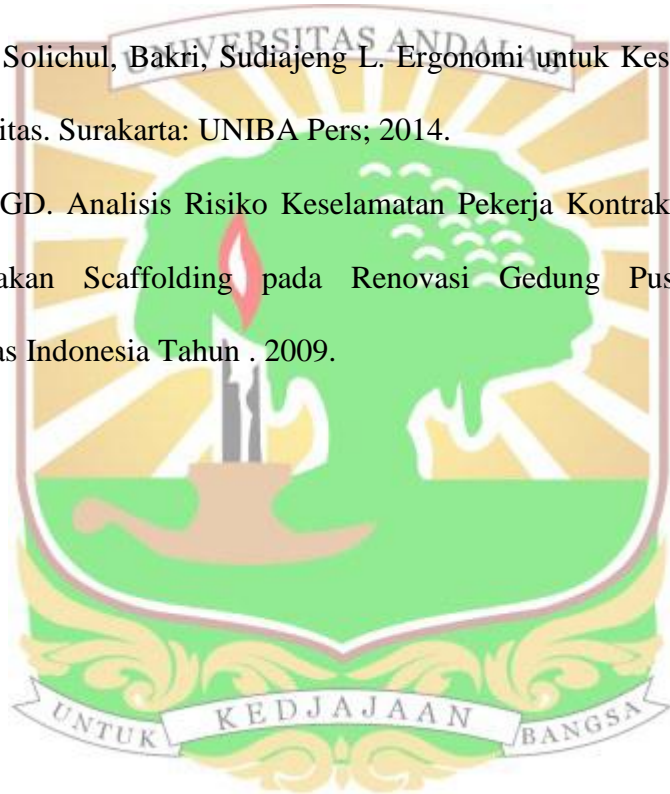 UNIVERSITAS ANDALAS
Solichul, Bakri, Sudiajeng L. Ergonomi untuk Kes
itas. Surakarta: UNIBA Pers; 2014.
GD. Analisis Risiko Keselamatan Pekerja Kontrak
akan Scaffolding pada Renovasi Gedung Pus
as Indonesia Tahun . 2009.
UNTUK KEDJAJAAN BANGSA